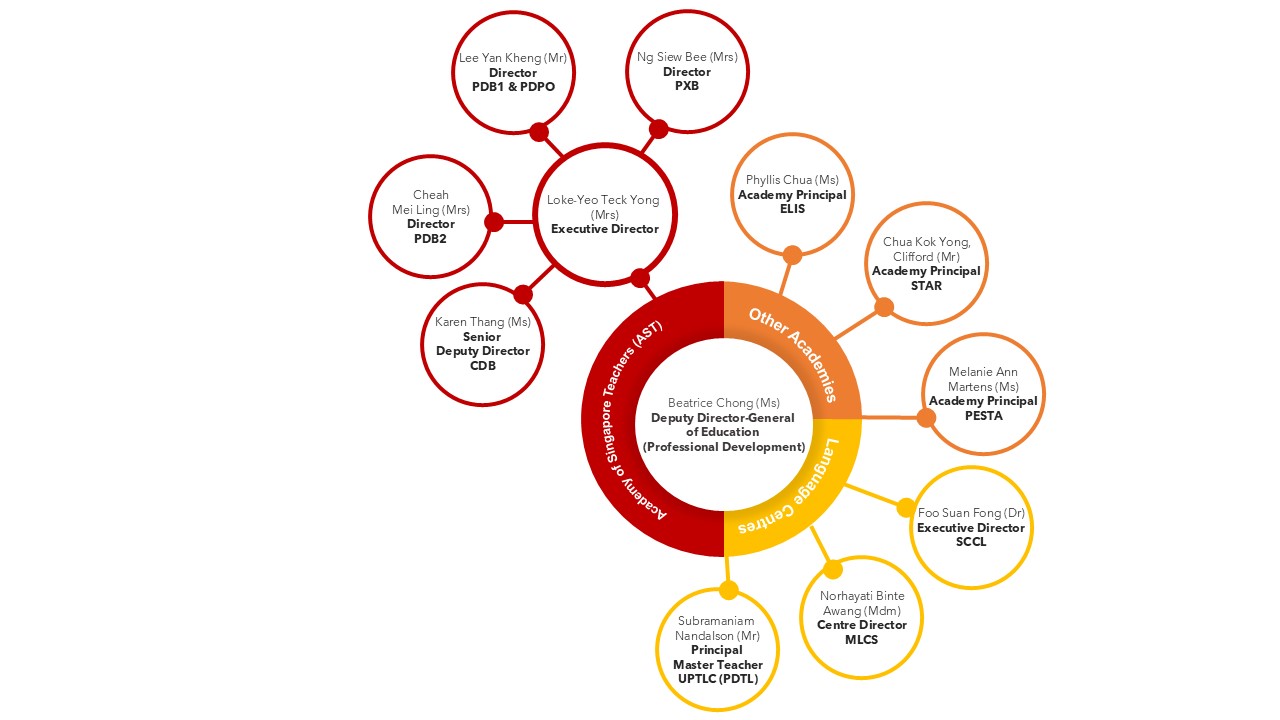 Lee Yan Kheng (Mr)
Director
PDB1 & PDPO
Ng Siew Bee (Mrs)
Director
PXB
Cheah
Mei Ling (Mrs)
Director
PDB2
Loke-Yeo Teck Yong
(Mrs)
Executive Director
Karen Thang (Ms)
Senior
Deputy Director
CDB
Phyllis Chua (Ms)
Academy Principal
ELIS
Chua Kok Yong,
Clifford (Mr)
Academy Principal
STAR
Melanie Ann
Martens (Ms)
Academy Principal
PESTA
Academy of Singapore Teachers (AST)
Other Academies
Language Centres
Beatrice Chong (Ms)
Deputy Director-General
of Education
(Professional Development)
Foo Suan Fong (Dr)
Executive Director
SCCL
Norhayati Binte
Awang (Mdm)
Centre Director
MLCS
Subramaniam
Nandalson (Mr)
Principal
Master Teacher
UPTLC (PDTL)